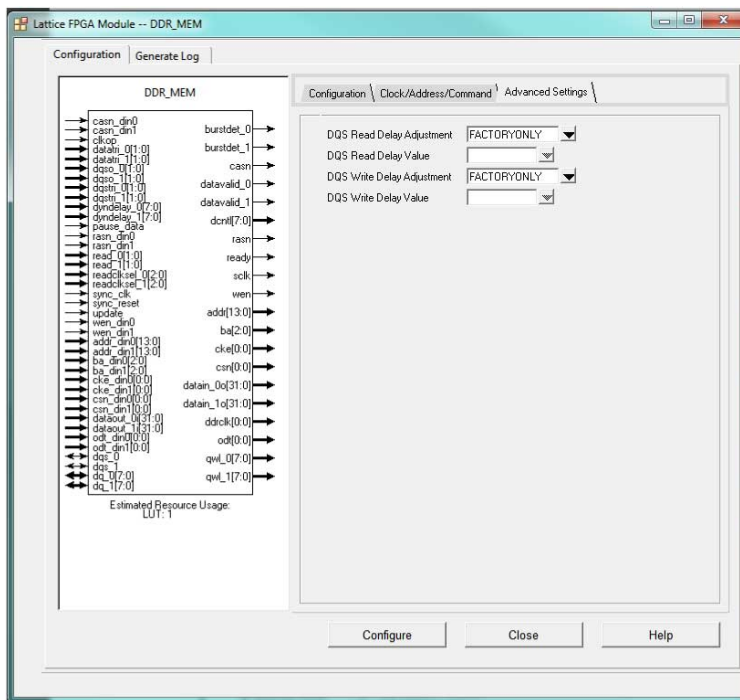 Lattice FPGA Module -- DDR_MEM
Configuration
Generate Log
DDR_MEM
casn_din0
casn_din1
clkop
datatri_0[1:0]
datatri_1[1:0]
dqso_0[1:0]
dqso_1[1:0]
dqstri_0[1:0]
dqstri_1[1:0]
dyndelay_0[7:0]
dyndelay_1[7:0]
pause_data
rasn_din0
rasn_din1
read_0[1:0]
read_1[1:0]
readclksel_0[2:0]
readclksel_1[2:0]
sync_clk
sync_reset
update
wen_din0
wen_din1
addr_din0[13:0]
addr_din1[13:0]
ba_din0[2:0]
ba_din1[2:0]
cke_din0[0:0]
cke_din1[0:0]
csn_din0[0:0]
csn_din1[0:0]
dataout_0i[31:0]
dataout_1i[31:0]
odt_din0[0:0]
odt_din1[0:0]
dqs_0
dqs_1
dq_0[7:0]
dq_1[7:0]
burstdet_0
burstdet_1
casn
datavalid_0
datavalid_1
dcntl[7:0]
rasn
ready
sclk
wen
addr[13:0]
ba[2:0]
cke[0:0]
csn[0:0]
datain_0o[31:0]
datain_1o[31:0]
ddrclk[0:0]
odt[0:0]
qwl_0[7:0]
qwl_1[7:0]
Estimated Resource Usage:
LUT: 1
Configuration
Clock/Address/Command
Advanced Settings
DQS Read Delay Adjustment FACTORYONLY
DQS Read Delay Value
DQS Write Delay Adjustment FACTORYONLY
DQS Write Delay Value
Configure
Close
Help